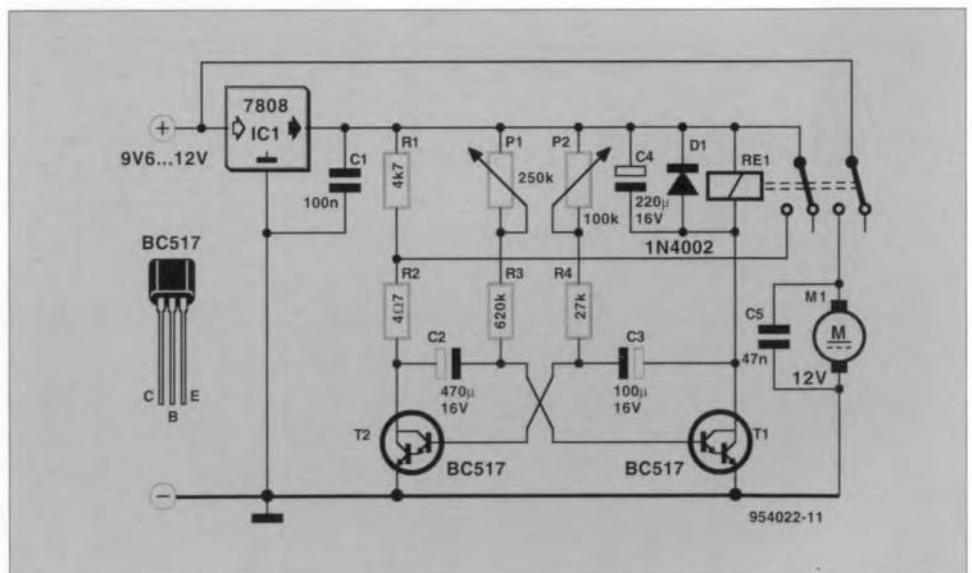 7808
IC1
9V6...12V
C1
100n
R1
4k7
P1
250k
P2
100k
C4
220µ
16V
D1
1N4002
RE1
BC517
C
B
E
R2
4Ω7
R3
620k
R4
27k
C2
470µ
16V
C3
100µ
16V
C5
47n
M1
M
12V
T2
BC517
BC517
T1
954022-11